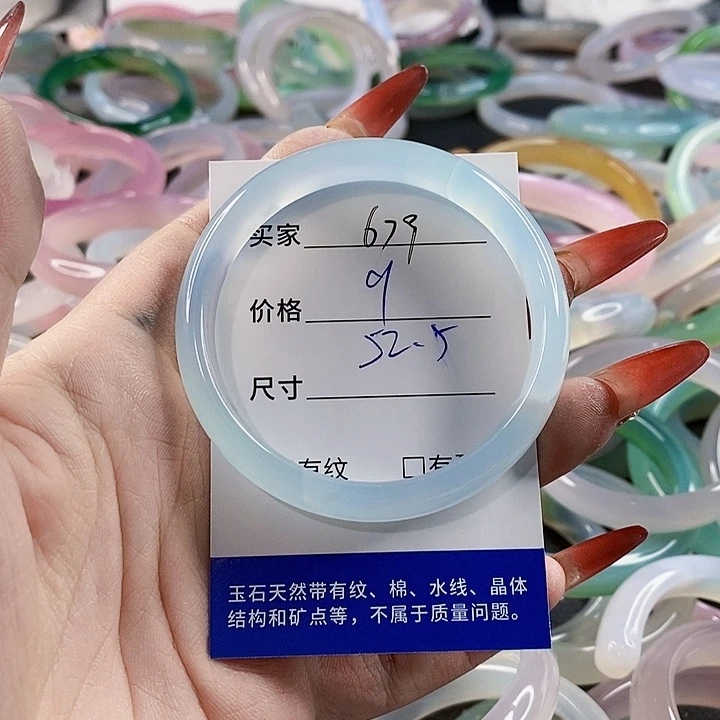 买家 679
价格 9
52.5
尺寸
有纹 □有
玉石天然带有纹、棉、水线、晶体
结构和矿点等，不属于质量问题。